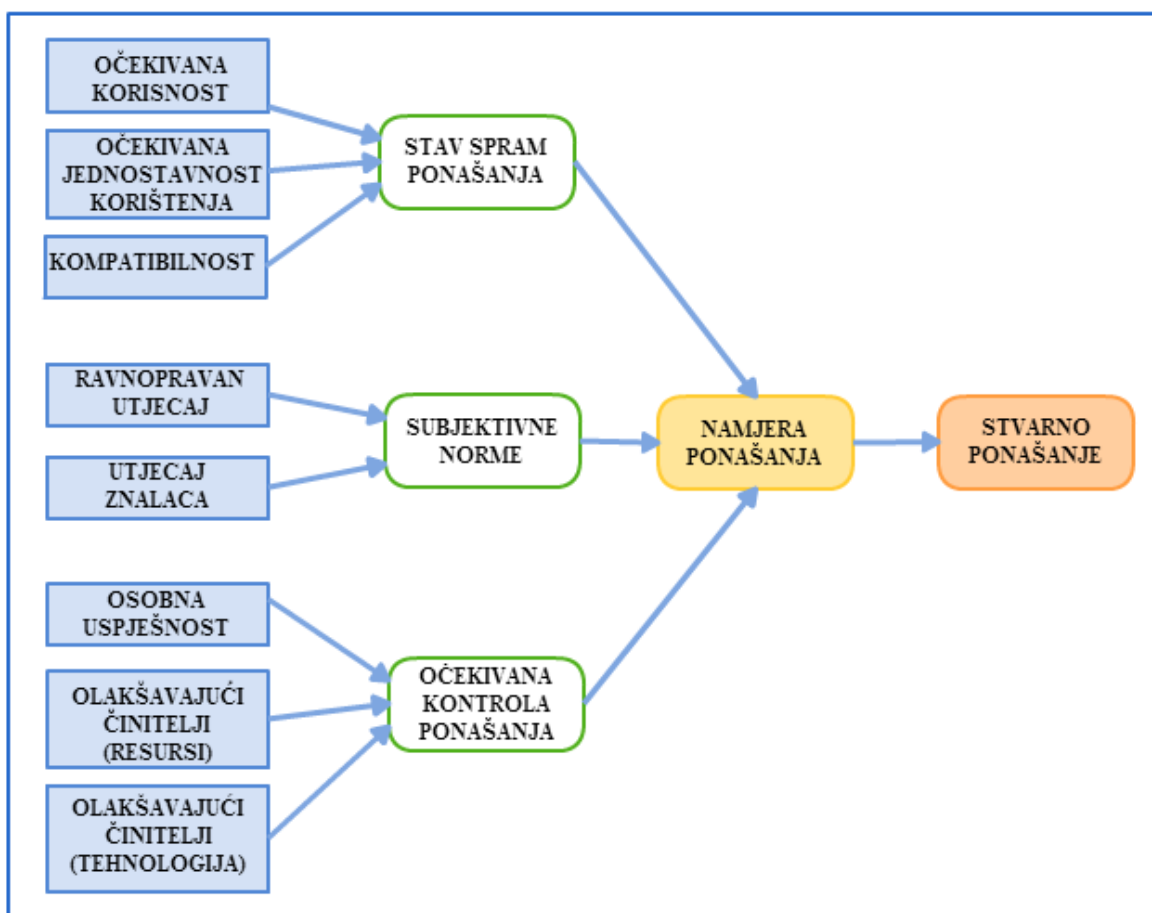 OČEKIVANA
KORISNOST
OČEKIVANA
JEDNOSTAVNOST
KORIŠTENJA
KOMPATIBILNOST
STAV SPRAM
PONAŠANJA
RAVNOPRAVAN
UTJECAJ
UTJECAJ
ZNALACA
SUBJEKTIVNE
NORME
NAMJERA
PONAŠANJA
STVARNO
PONAŠANJE
OSOBNA
USPJEŠNOST
OLAKŠAVAJUĆI
ČINITELJI
(RESURSI)
OLAKŠAVAJUĆI
ČINITELJI
(TEHNOLOGIJA)
OČEKIVANA
KONTROLA
PONAŠANJA